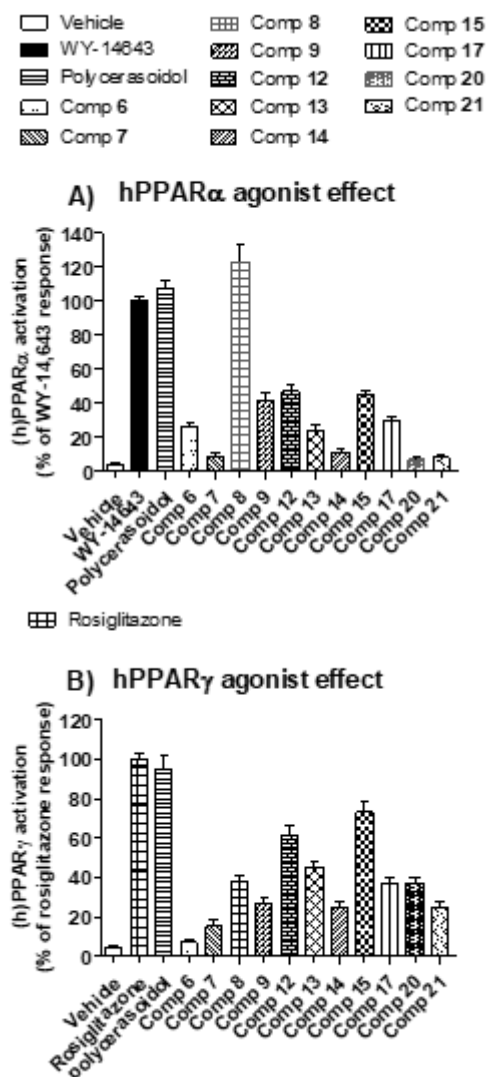 Vehicle
WY-14643
Polycerasoidol
Comp 6
Comp 7
Comp 8
Comp 9
Comp 12
Comp 13
Comp 14
Comp 15
Comp 17
Comp 20
Comp 21
A) hPPARα agonist effect
(h)PPARα activation
(% of WY-14,643 response)
140
120
100
80
60
40
20
0
Vehicle
WY-14643
Polycerasoidol
Comp 6
Comp 7
Comp 8
Comp 9
Comp 12
Comp 13
Comp 14
Comp 15
Comp 17
Comp 20
Comp 21
Rosiglitazone
B) hPPARγ agonist effect
(h)PPARγ activation
(% of rosiglitazone response)
120
100
80
60
40
20
0
Vehicle
Rosiglitazone
polycerasoidol
Comp 6
Comp 7
Comp 8
Comp 9
Comp 12
Comp 13
Comp 14
Comp 15
Comp 17
Comp 20
Comp 21